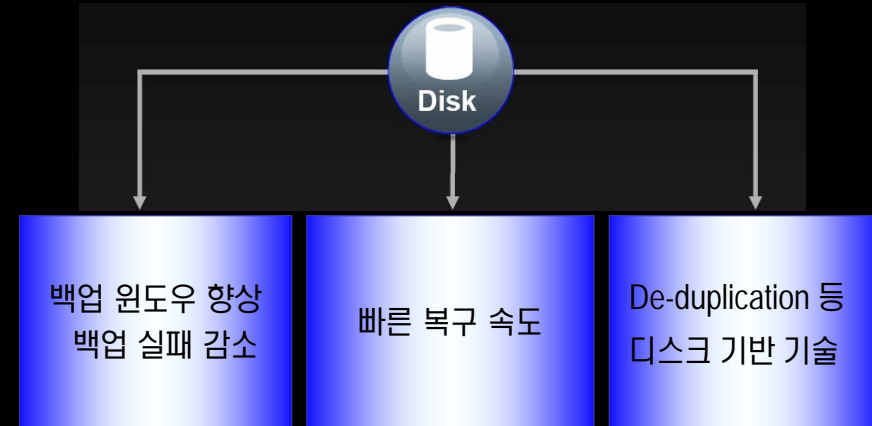 Disk
백업 윈도우 향상
백업 실패 감소
빠른 복구 속도
De-duplication 등
디스크 기반 기술